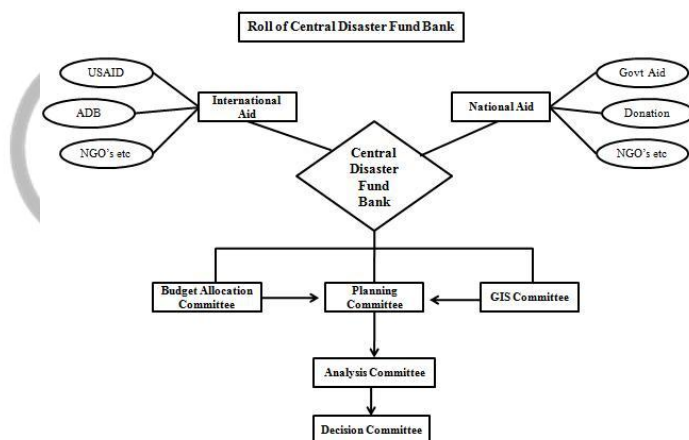 Roll of Central Disaster Fund Bank
USAID
ADB
NGO's etc
International
Aid
National
Aid
Govt Aid
Donation
NGO's etc
Central
Disaster
Fund
Bank
Budget Allocation
Committee
Planning
Committee
GIS Committee
Analysis Committee
Decision Committee